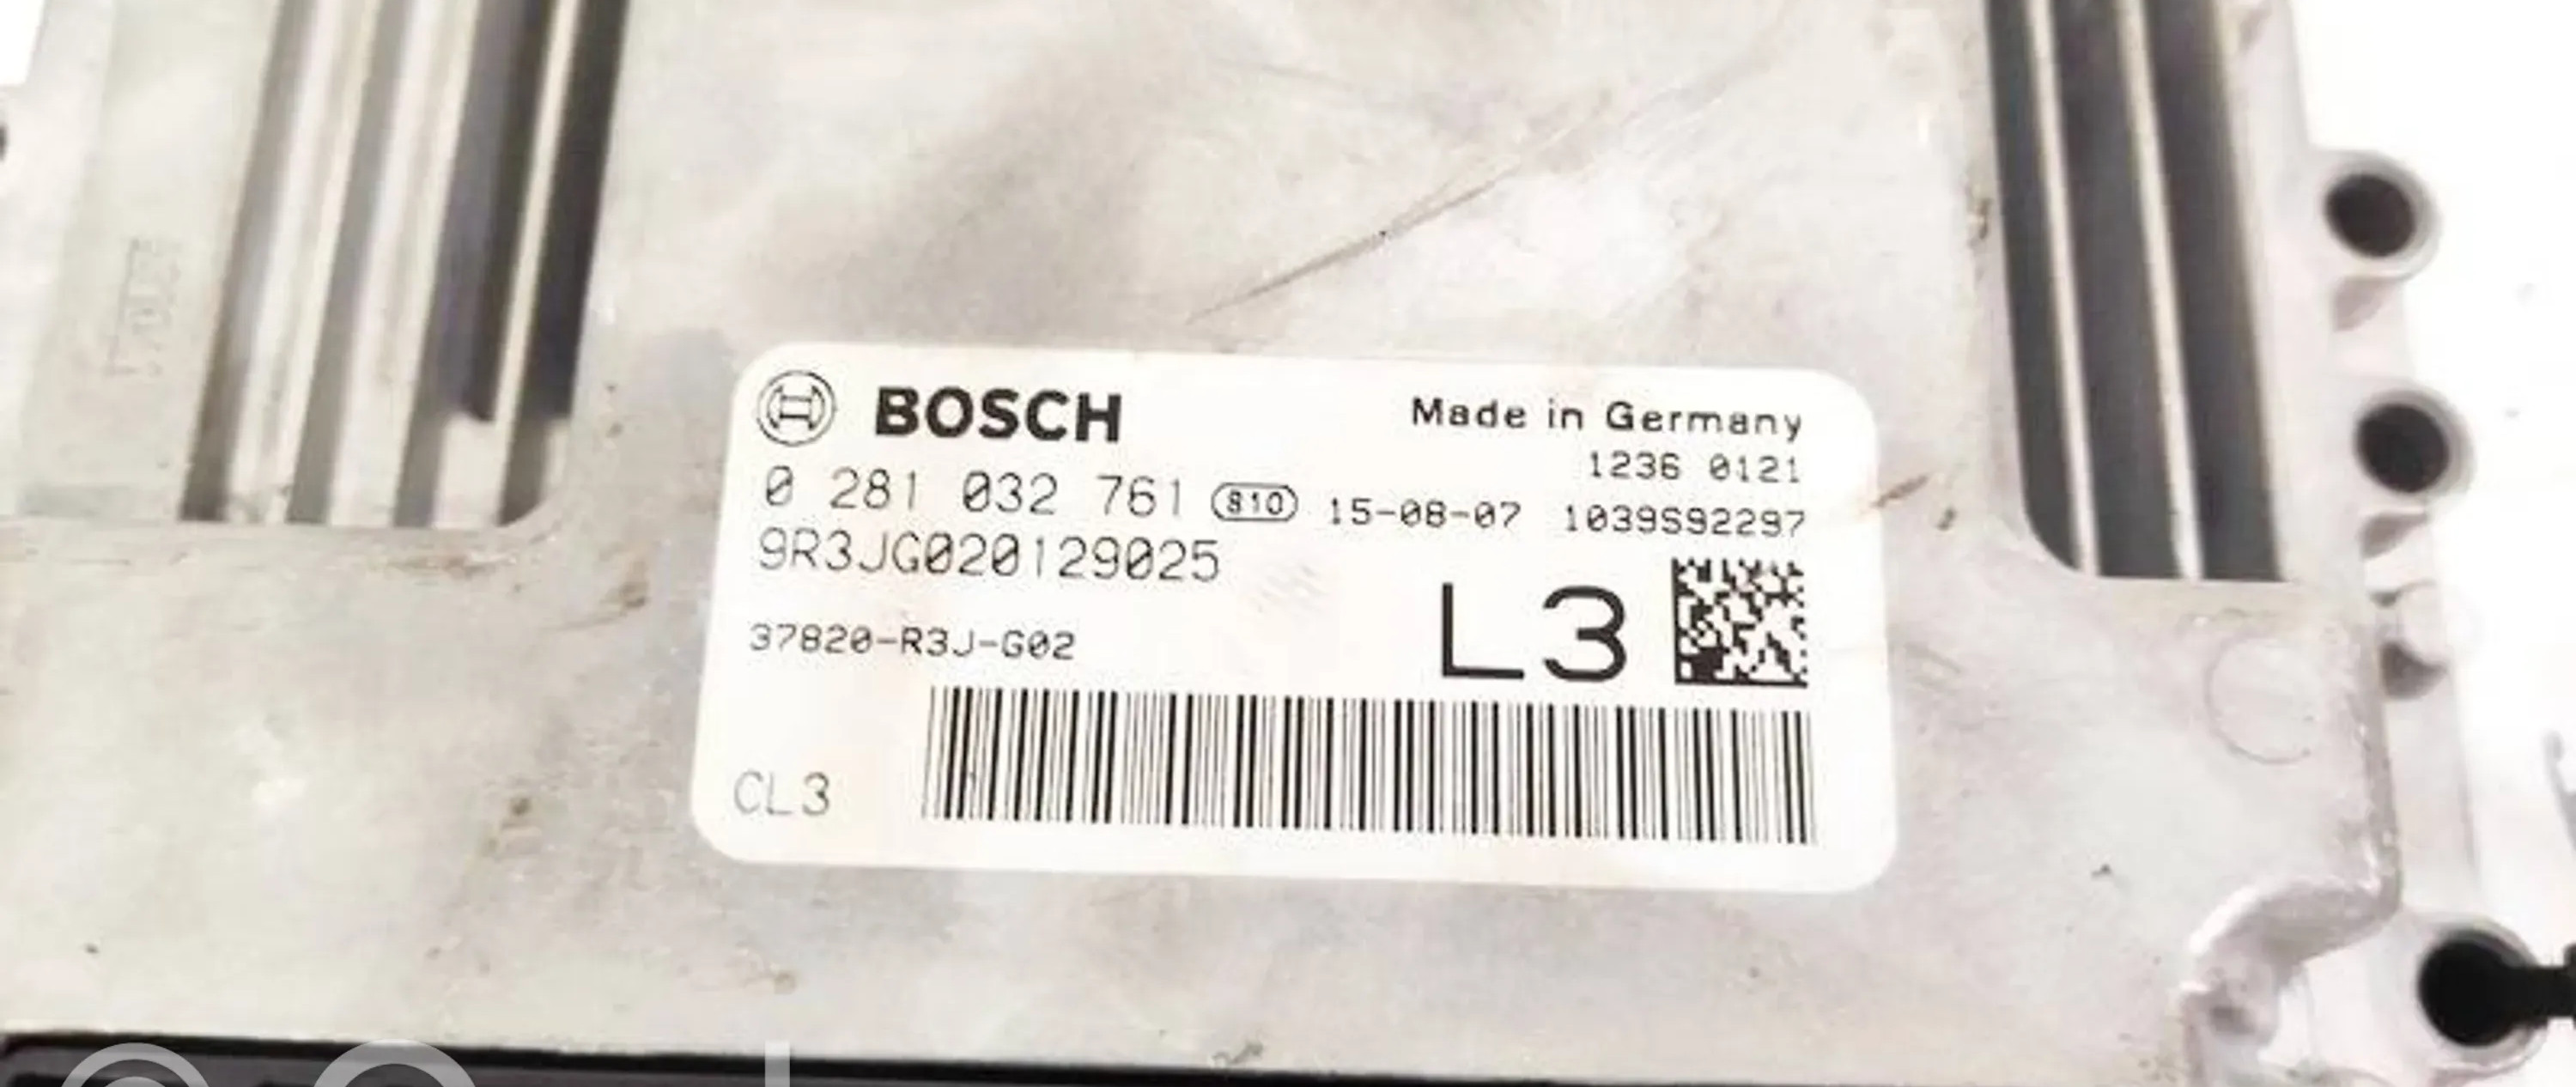 BOSCH
Made in Germany
1236 0121
0 281 032 761 S10 15-08-07 1039S92297
9R3JG020129025
37820-R3J-G02
L3
CL3